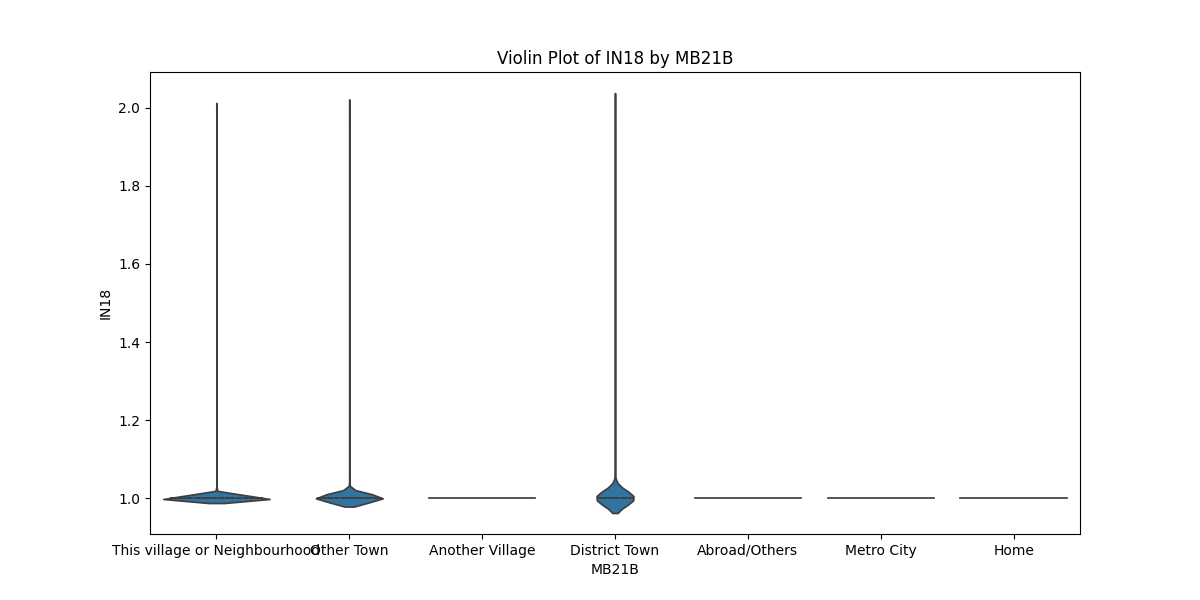 Violin Plot of IN18 by MB21B
2.0
1.8
1.6
1.4
1.2
1.0
IN18
This village or Neighbourhood Other Town Another Village District Town Abroad/Others Metro City Home
MB21B